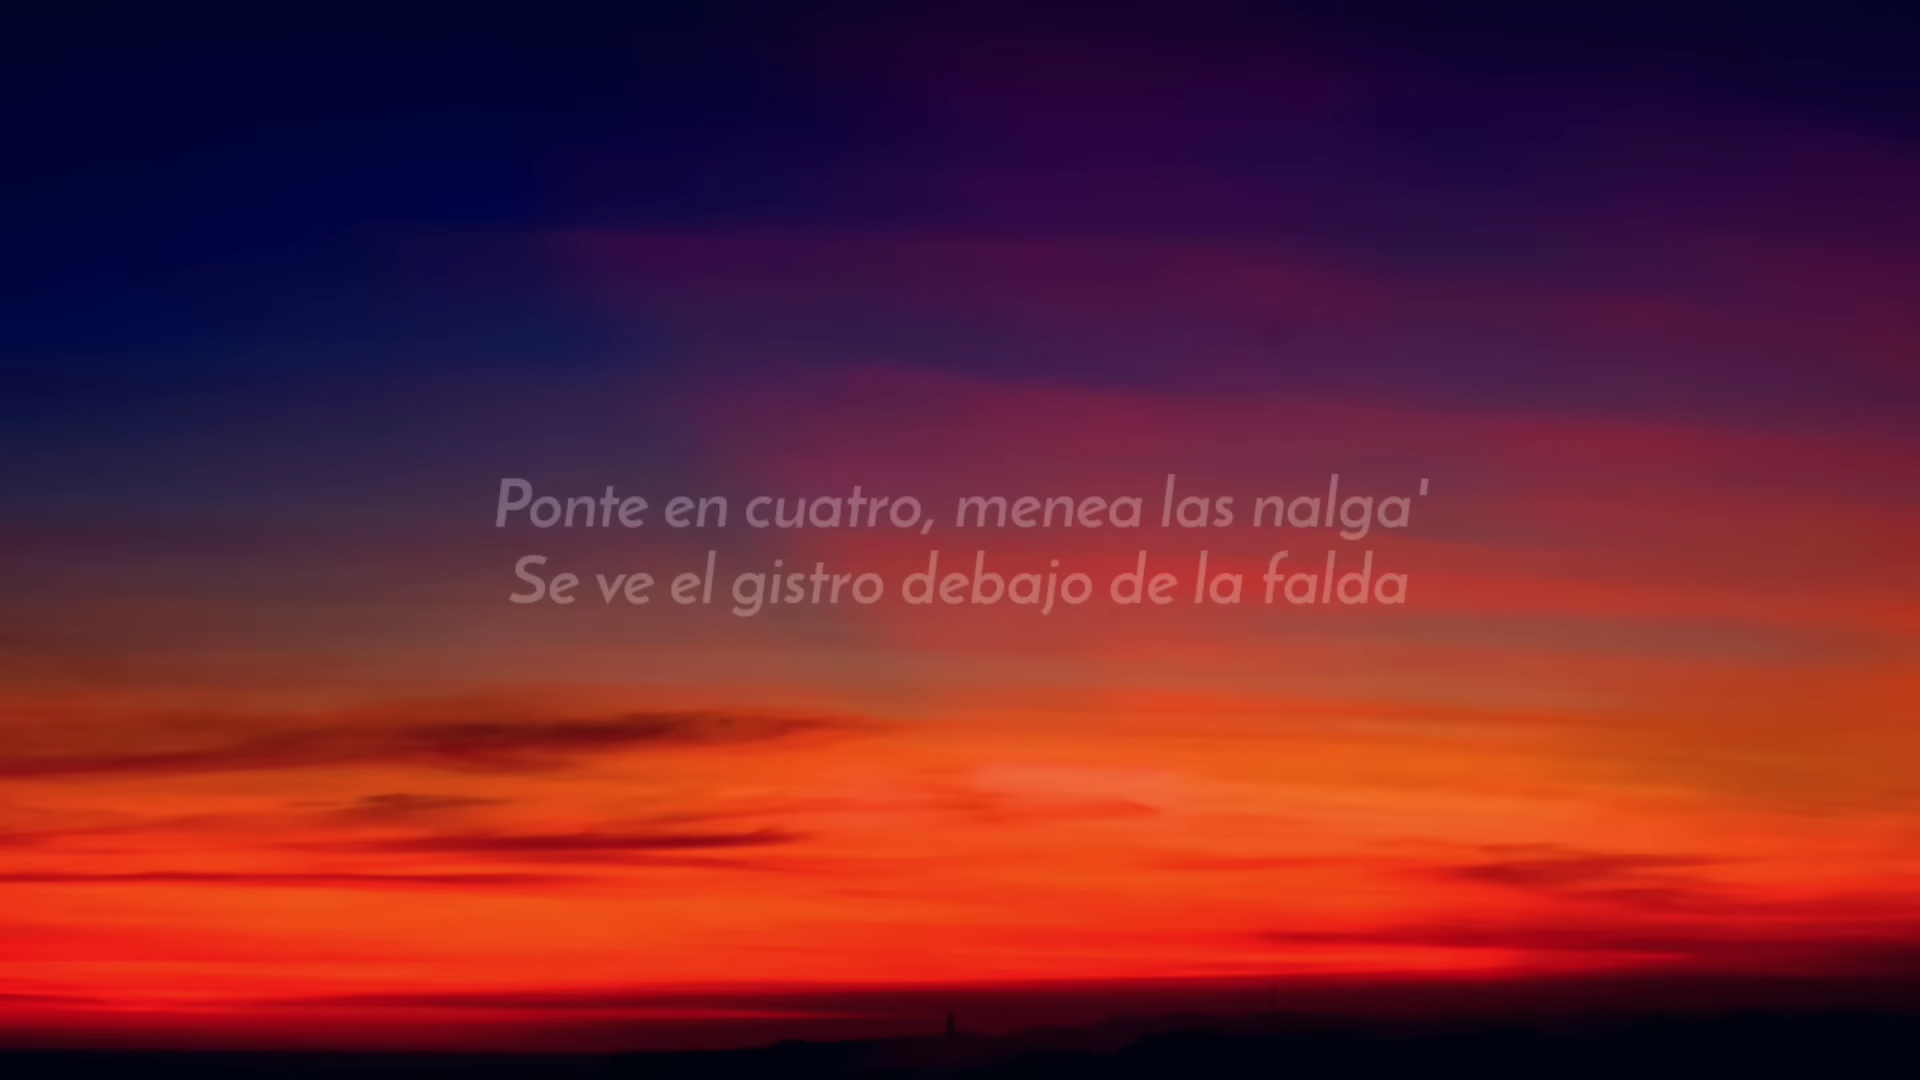 Ponte en cuatro, menea las nalga'
Se ve el gistro debajo de la falda